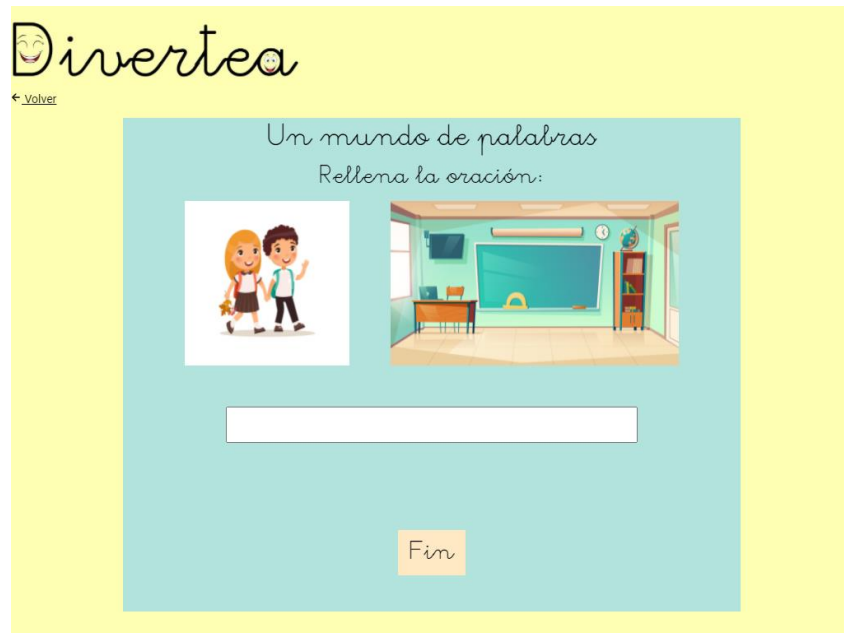 Divertea
← Volver
Un mundo de palabras
Rellena la oración:
Fin